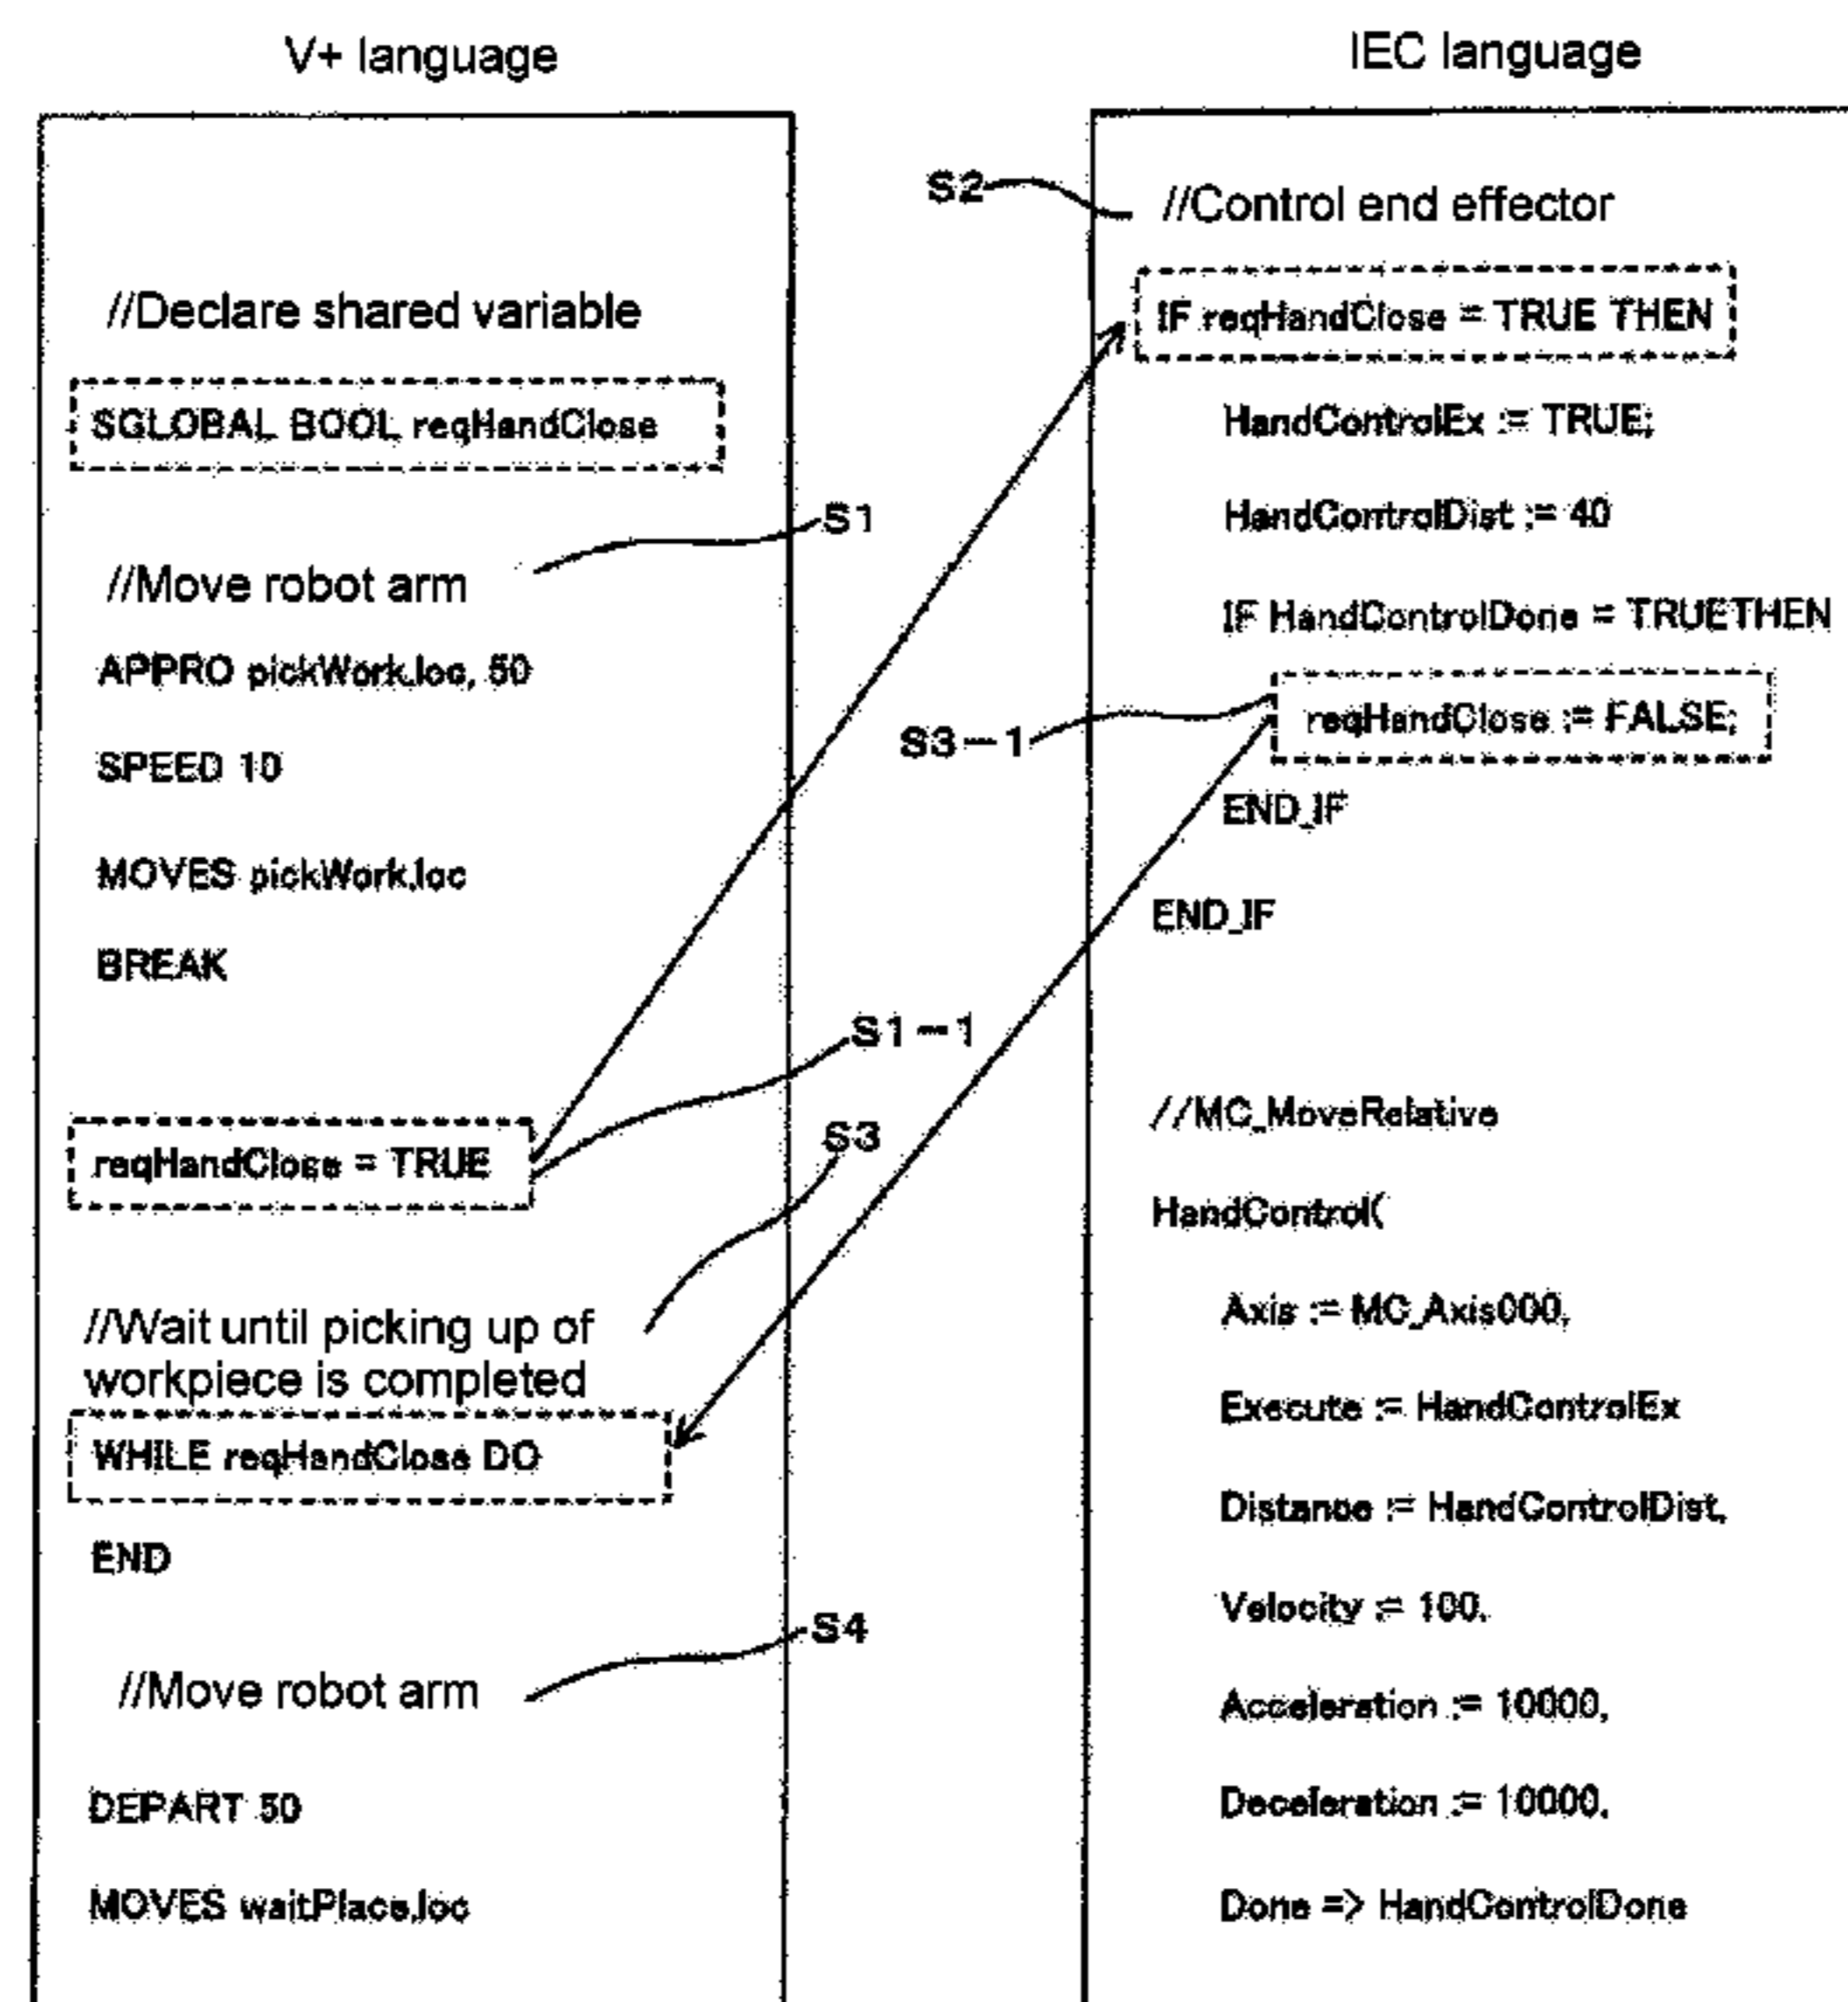 V+ language
//Declare shared variable
SGLOBAL BOOL reqHandClose
S1
//Move robot arm
APPRO pickWork.loc, 50
SPEED 10
MOVES pickWork.loc
BREAK
S1-1
reqHandClose = TRUE
S3
//Wait until picking up of
workpiece is completed
WHILE reqHandClose DO
END
S4
//Move robot arm
DEPART 50
MOVES waitPlace.loc
IEC language
S2
//Control end effector
IF reqHandClose = TRUE THEN
HandControlEx := TRUE;
HandControlDist := 40
IF HandControlDone = TRUETHEN
S3-1
reqHandClose := FALSE;
END_IF
END_IF
//MC_MoveRelative
HandControl(
Axis := MC_Axis000,
Execute := HandControlEx
Distance := HandControlDist,
Velocity := 100,
Acceleration := 10000,
Deceleration := 10000,
Done => HandControlDone